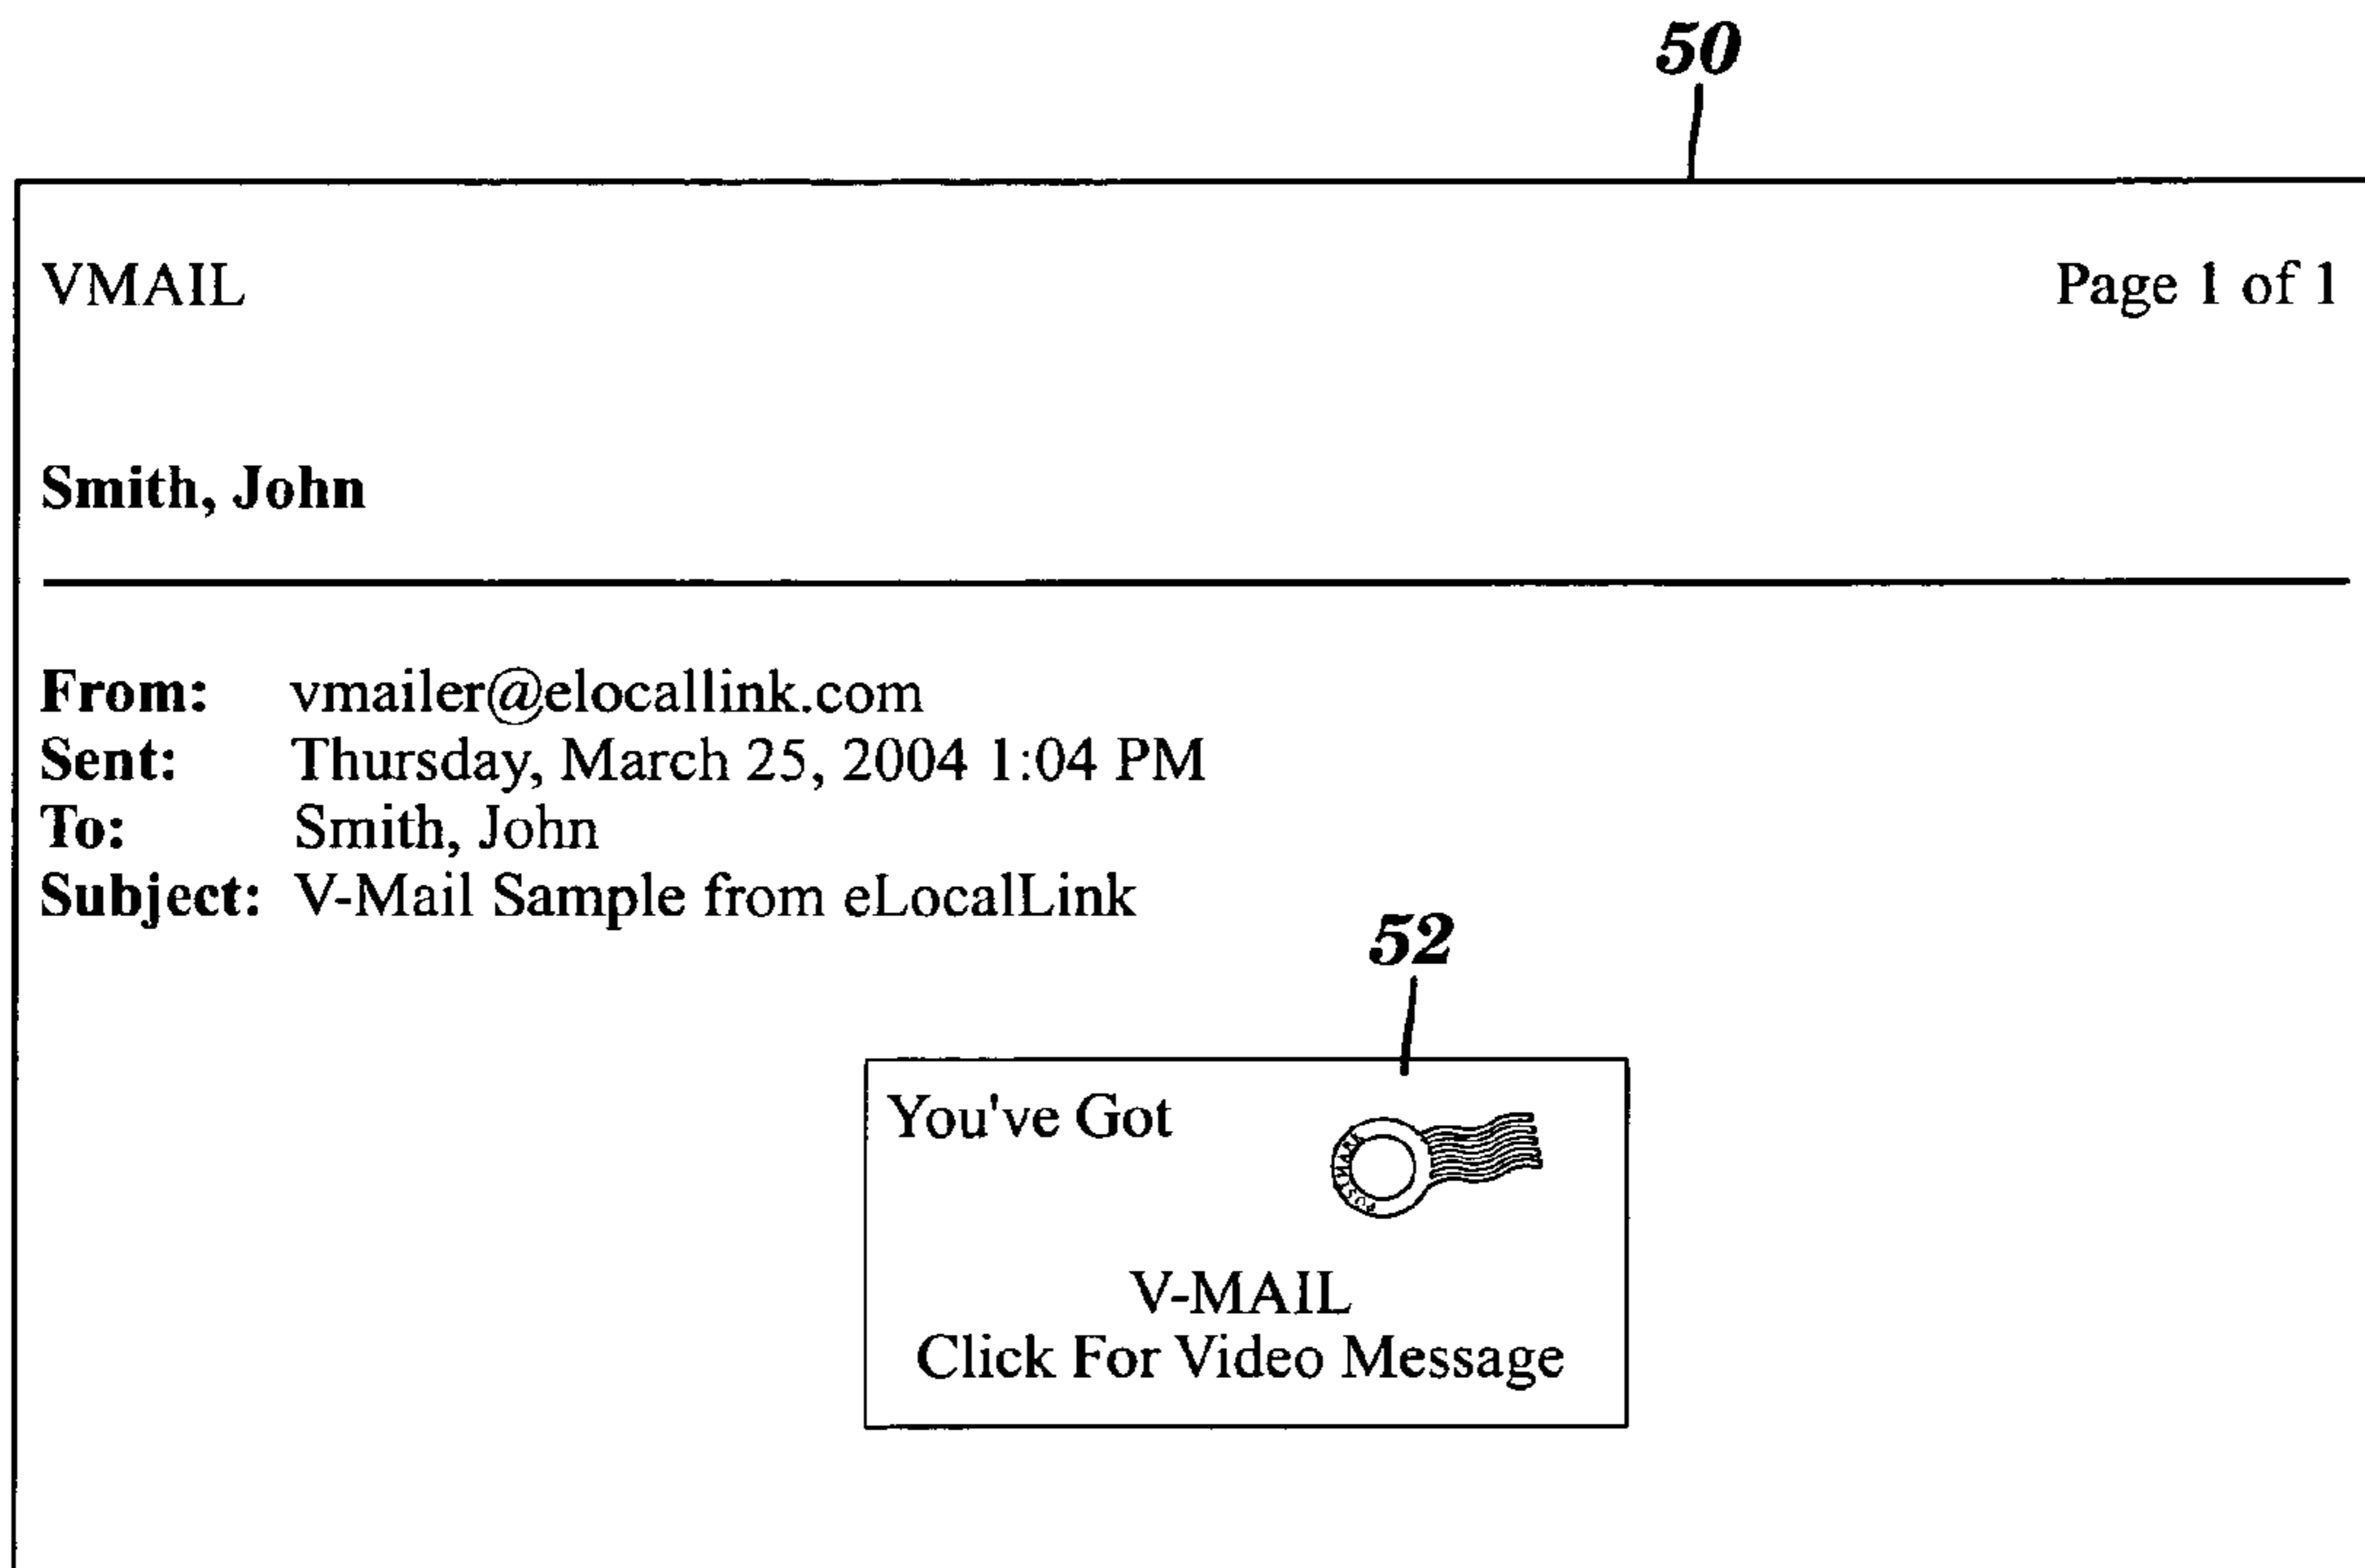 50
VMAIL Page 1 of 1
Smith, John
From: vmailer@elocallink.com
Sent: Thursday, March 25, 2004 1:04 PM
To: Smith, John
Subject: V-Mail Sample from eLocalLink
52
You've Got
POSTMARK
V-MAIL
Click For Video Message